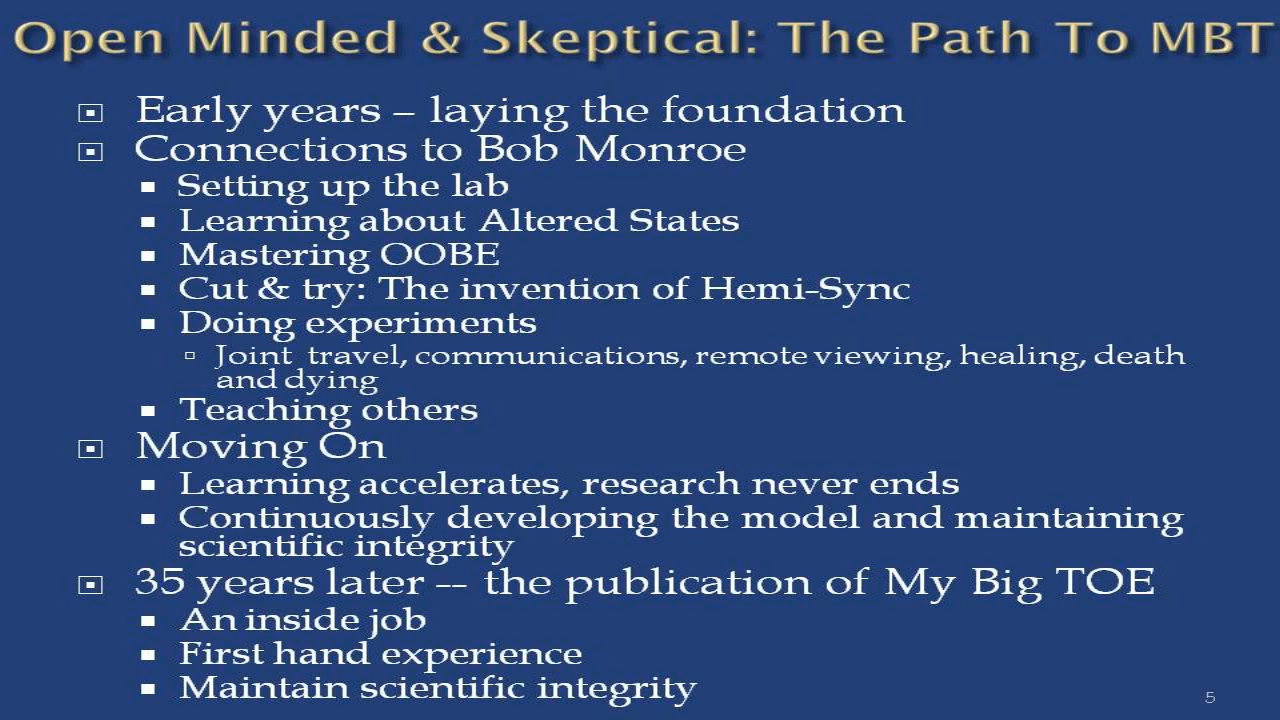 Open Minded & Skeptical: The Path To MBT
Early years – laying the foundation
Connections to Bob Monroe
Setting up the lab
Learning about Altered States
Mastering OOBE
Cut & try: The invention of Hemi-Sync
Doing experiments
Joint travel, communications, remote viewing, healing, death
and dying
Teaching others
Moving On
Learning accelerates, research never ends
Continuously developing the model and maintaining
scientific integrity
35 years later -- the publication of My Big TOE
An inside job
First hand experience
Maintain scientific integrity
5